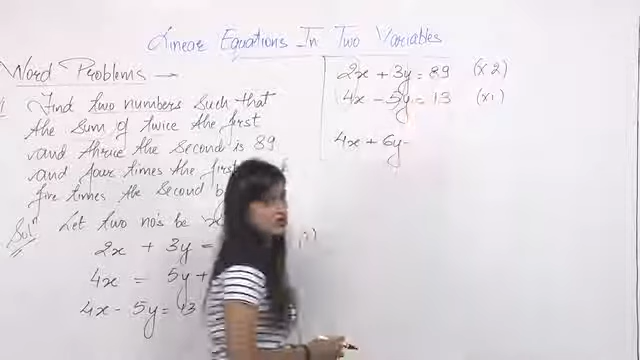 Linear Equations In Two Variables
Word Problems →
Find two numbers such that
the sum of twice the first
and thrice the second is 89
and four times the first
five times the second
Solⁿ Let two no's be x
2x + 3y =
4x = 5y +
4x - 5y = 13
2x + 3y = 89 (x 2)
4x - 5y = 13 (x1)
4x + 6y